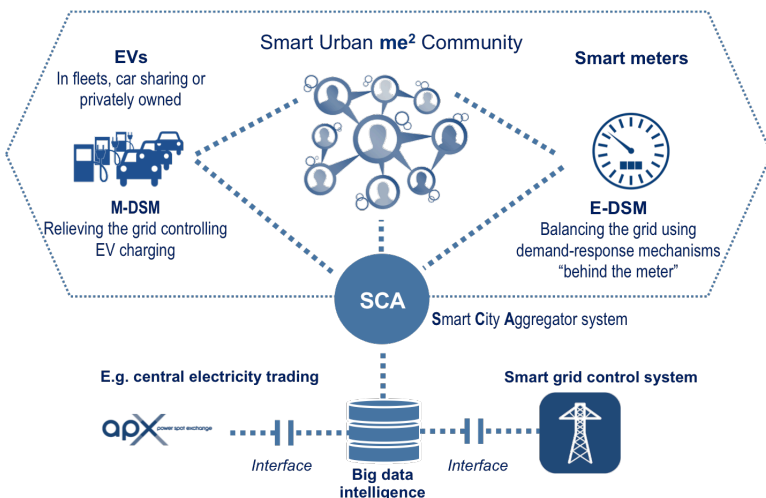 Smart Urban me² Community
EVs
In fleets, car sharing or
privately owned
Smart meters
M-DSM
Relieving the grid controlling
EV charging
E-DSM
Balancing the grid using
demand-response mechanisms
“behind the meter”
SCA
Smart City Aggregator system
E.g. central electricity trading
Smart grid control system
apx power spot exchange
Interface
Interface
Big data
intelligence